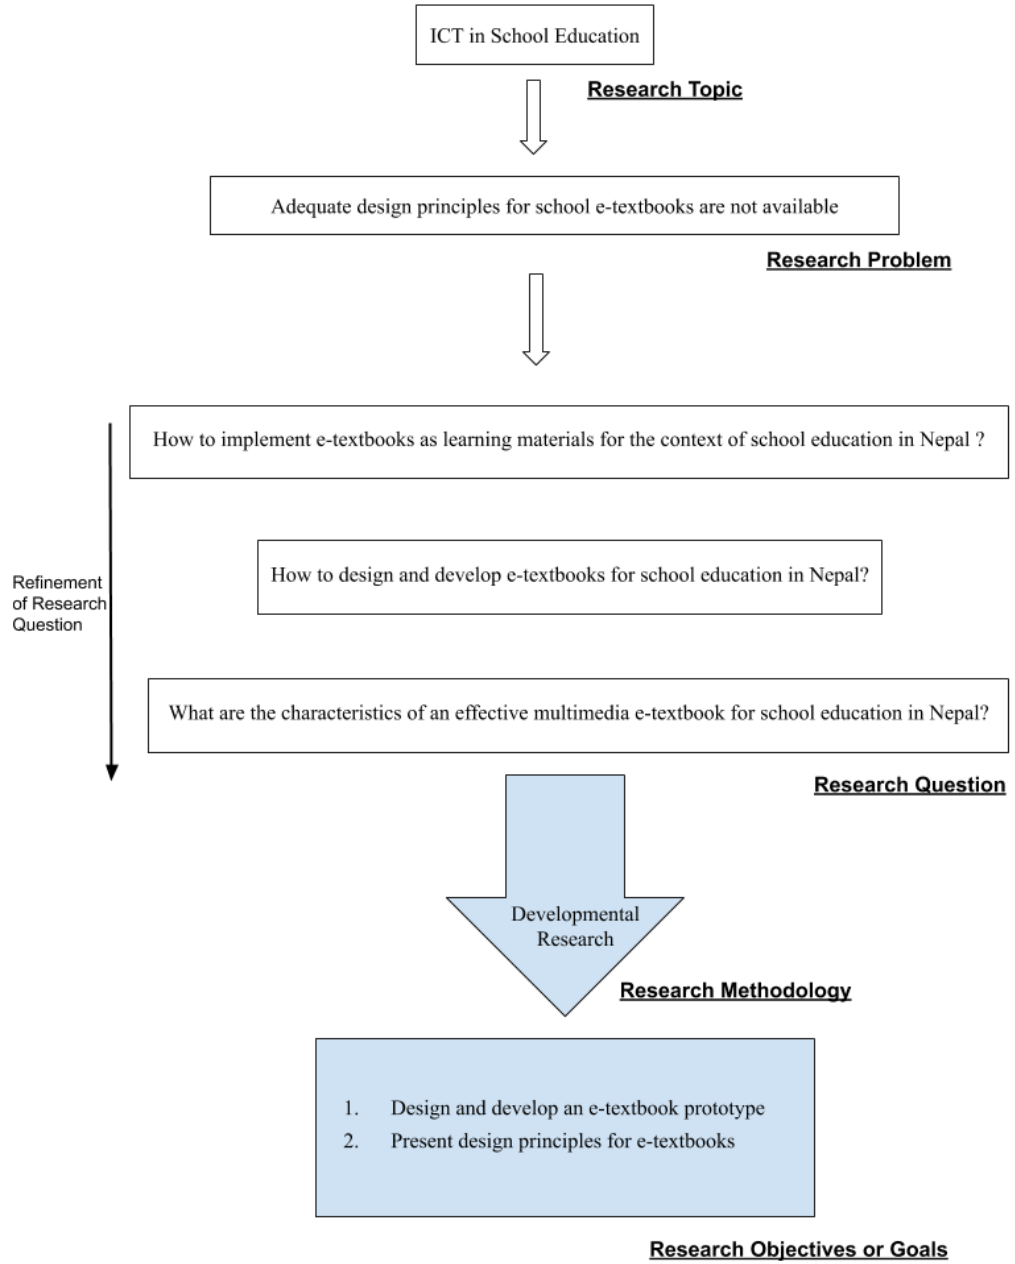 ICT in School Education
Research Topic
Adequate design principles for school e-textbooks are not available
Research Problem
How to implement e-textbooks as learning materials for the context of school education in Nepal ?
How to design and develop e-textbooks for school education in Nepal?
Refinement
of Research
Question
What are the characteristics of an effective multimedia e-textbook for school education in Nepal?
Research Question
Developmental
Research
Research Methodology
1. Design and develop an e-textbook prototype
2. Present design principles for e-textbooks
Research Objectives or Goals